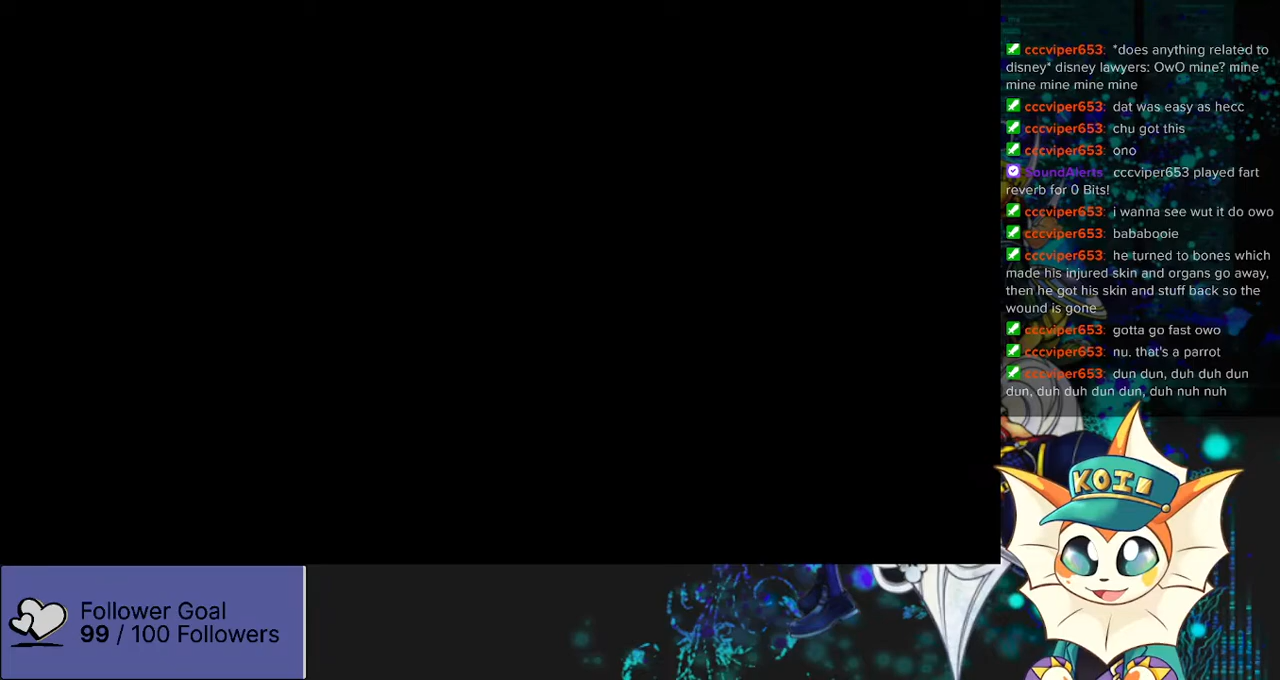 cccviper653: *does anything related to
disney* disney lawyers: OwO mine? mine
mine mine mine mine
cccviper653: dat was easy as hecc
cccviper653: chu got this
cccviper653: ono
SoundAlerts: cccviper653 played fart
reverb for 0 Bits!
cccviper653: i wanna see wut it do owo
cccviper653: bababooie
cccviper653: he turned to bones which
made his injured skin and organs go away,
then he got his skin and stuff back so the
wound is gone
cccviper653: gotta go fast owo
cccviper653: nu. that's a parrot
cccviper653: dun dun, duh duh dun
dun, duh duh dun dun, duh nuh nuh
KOI
Follower Goal
99 / 100 Followers